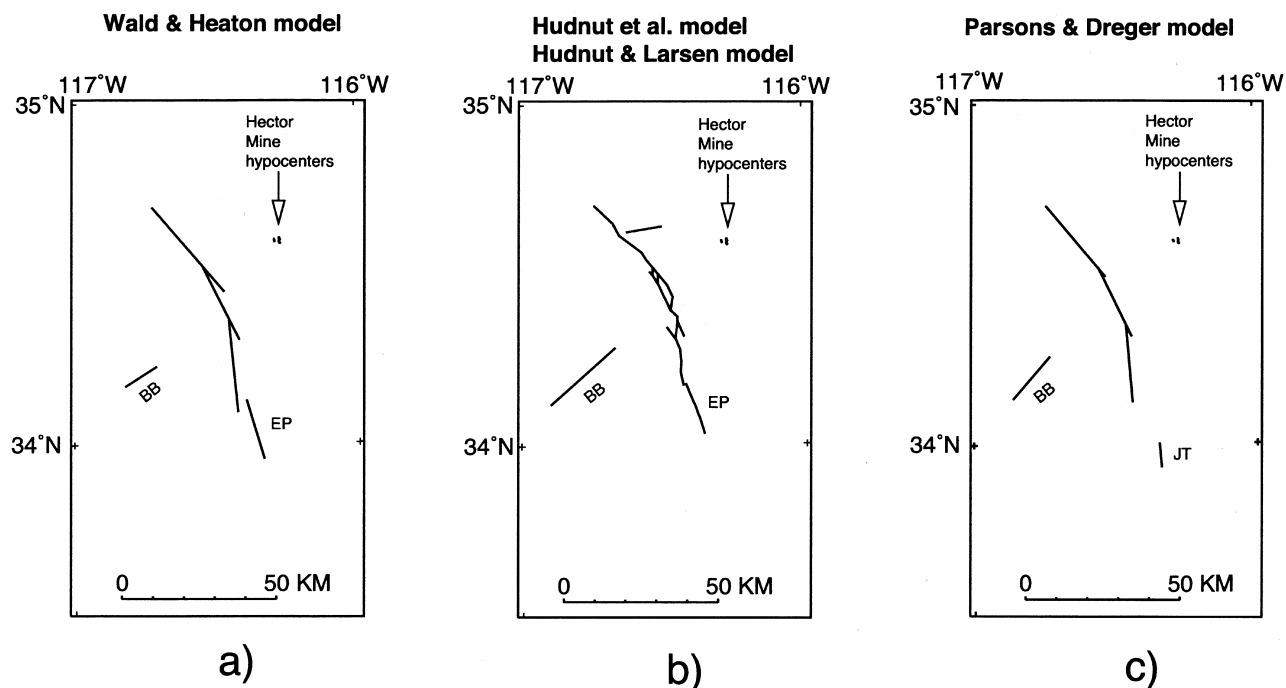 Wald & Heaton model
117°W
116°W
35°N
Hector
Mine
hypocenters
BB
EP
34°N
0
50 KM
a)
Hudnut et al. model
Hudnut & Larsen model
117°W
116°W
35°N
Hector
Mine
hypocenters
BB
EP
34°N
0
50 KM
b)
Parsons & Dreger model
117°W
116°W
35°N
Hector
Mine
hypocenters
BB
JT
34°N
0
50 KM
c)